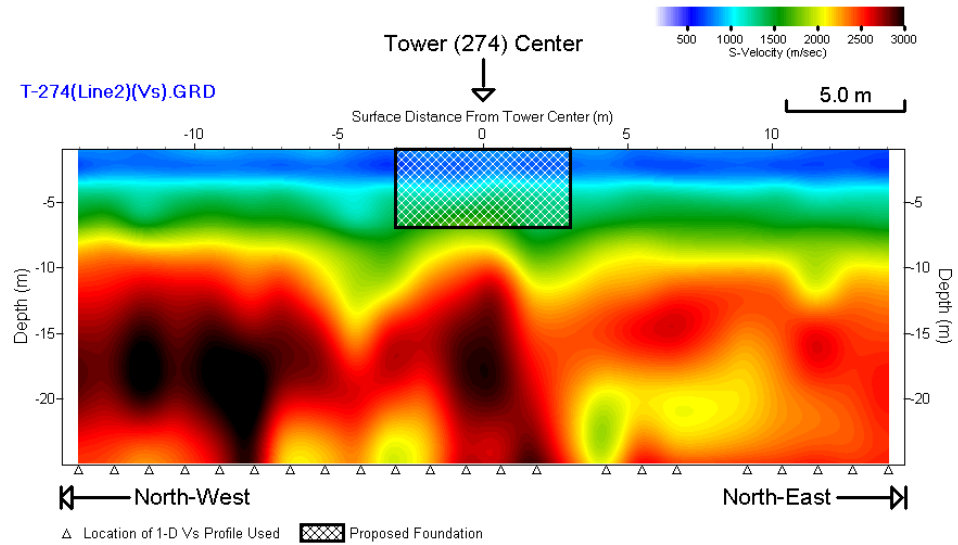 Tower (274) Center
500 1000 1500 2000 2500 3000
S-Velocity (m/sec)
T-274(Line2)(Vs).GRD
5.0 m
Surface Distance From Tower Center (m)
-10 -5 0 5 10
-5 -5
-10 -10
-15 -15
-20 -20
Depth (m)
Depth (m)
North-West North-East
Location of 1-D Vs Profile Used Proposed Foundation